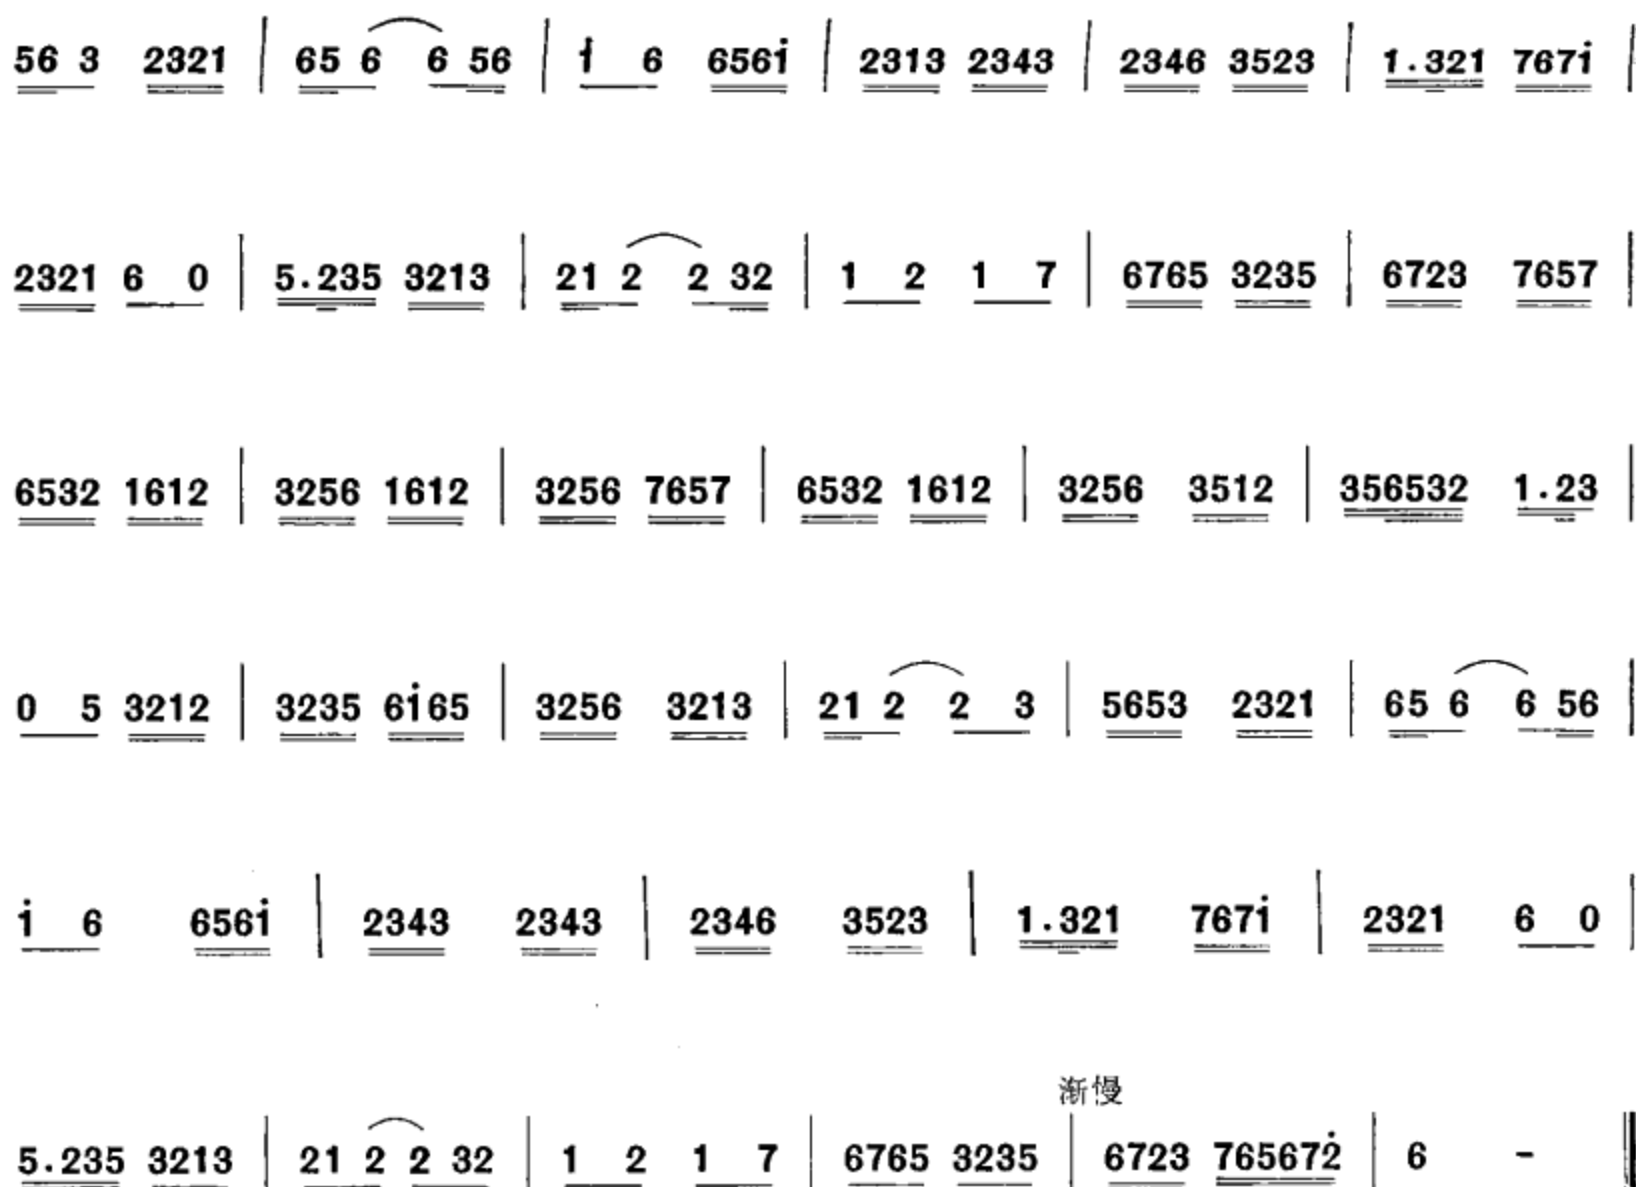 56 3 2321 | 65 6 6 56 | i 6 656i | 2313 2343 | 2346 3523 | 1.321 767i |
2321 6 0 | 5.235 3213 | 21 2 2 32 | 1 2 1 7 | 6765 3235 | 6723 7657 |
6532 1612 | 3256 1612 | 3256 7657 | 6532 1612 | 3256 3512 | 356532 1.23 |
0 5 3212 | 3235 6i65 | 3256 3213 | 21 2 2 3 | 5653 2321 | 65 6 6 56 |
i 6 656i | 2343 2343 | 2346 3523 | 1.321 767i | 2321 6 0 |
渐慢
5.235 3213 | 21 2 2 32 | 1 2 1 7 | 6765 3235 | 6723 765672̇ | 6 - ‖